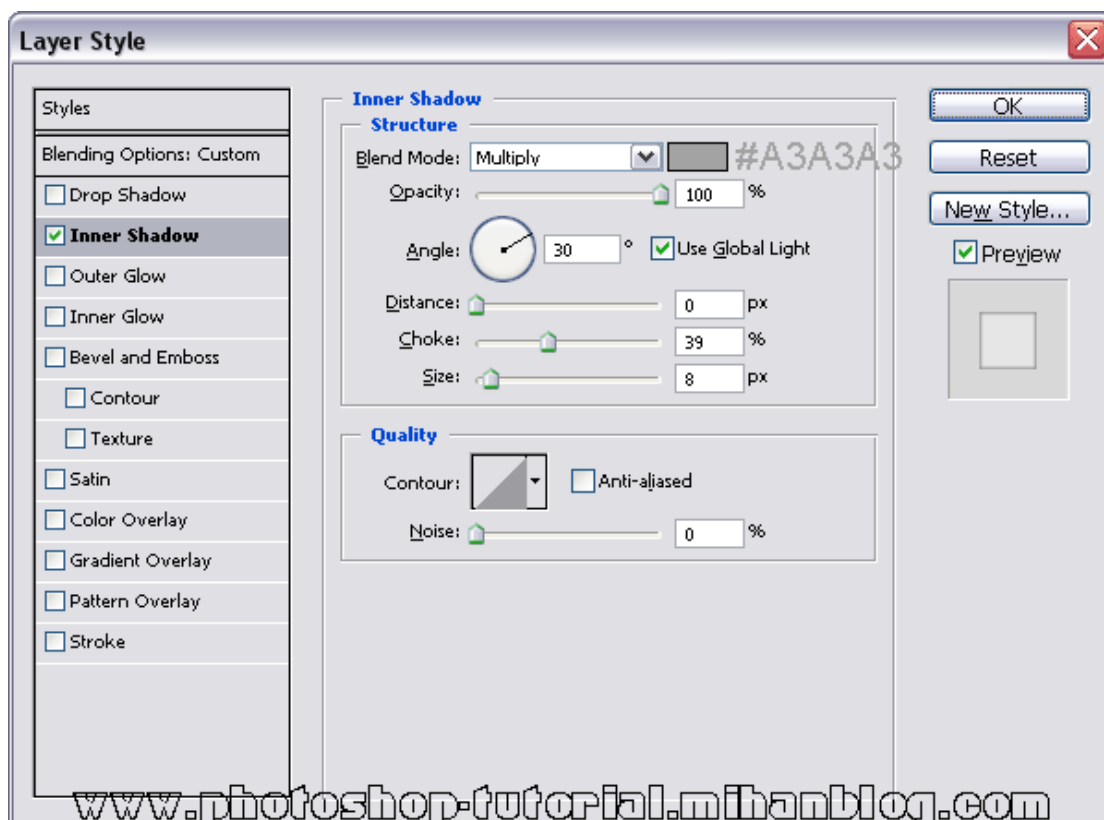 Layer Style
Styles
Blending Options: Custom
Drop Shadow
Inner Shadow
Outer Glow
Inner Glow
Bevel and Emboss
Contour
Texture
Satin
Color Overlay
Gradient Overlay
Pattern Overlay
Stroke
Inner Shadow
Structure
Blend Mode: Multiply #A3A3A3
Opacity: 100 %
Angle: 30 ° Use Global Light
Distance: 0 px
Choke: 39 %
Size: 8 px
Quality
Contour: Anti-aliased
Noise: 0 %
OK
Reset
New Style...
Preview
www.photoshop-tutorial.mihanblog.com